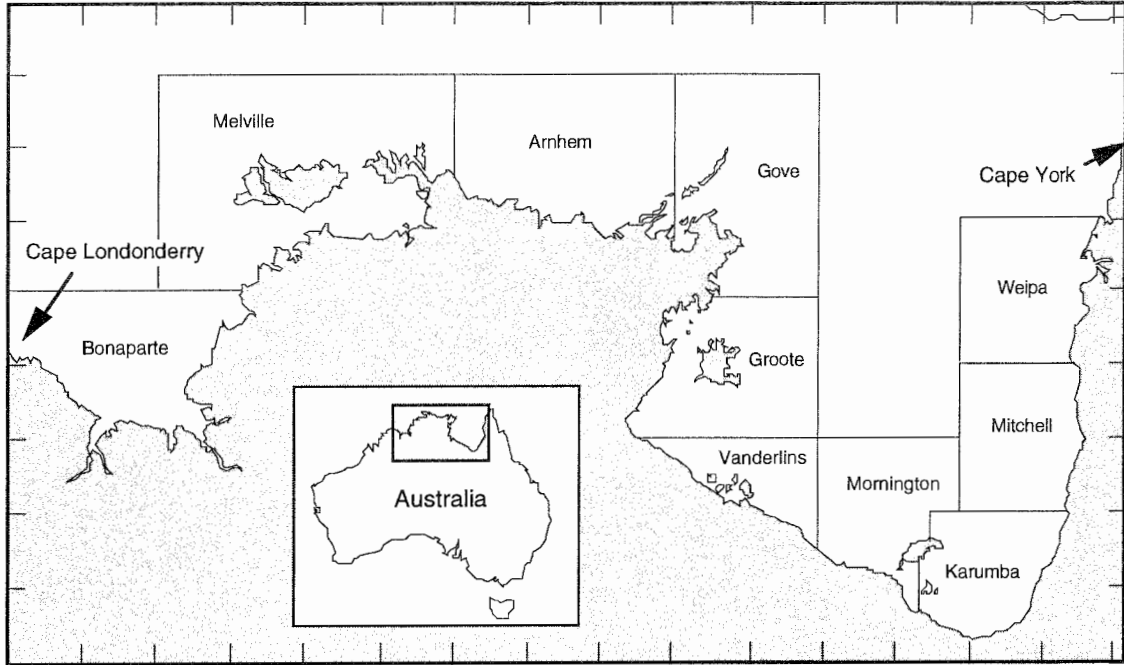 Melville
Arnhem
Gove
Cape York
Cape Londonderry
Weipa
Bonaparte
Groote
Mitchell
Vanderlins
Mornington
Australia
Karumba